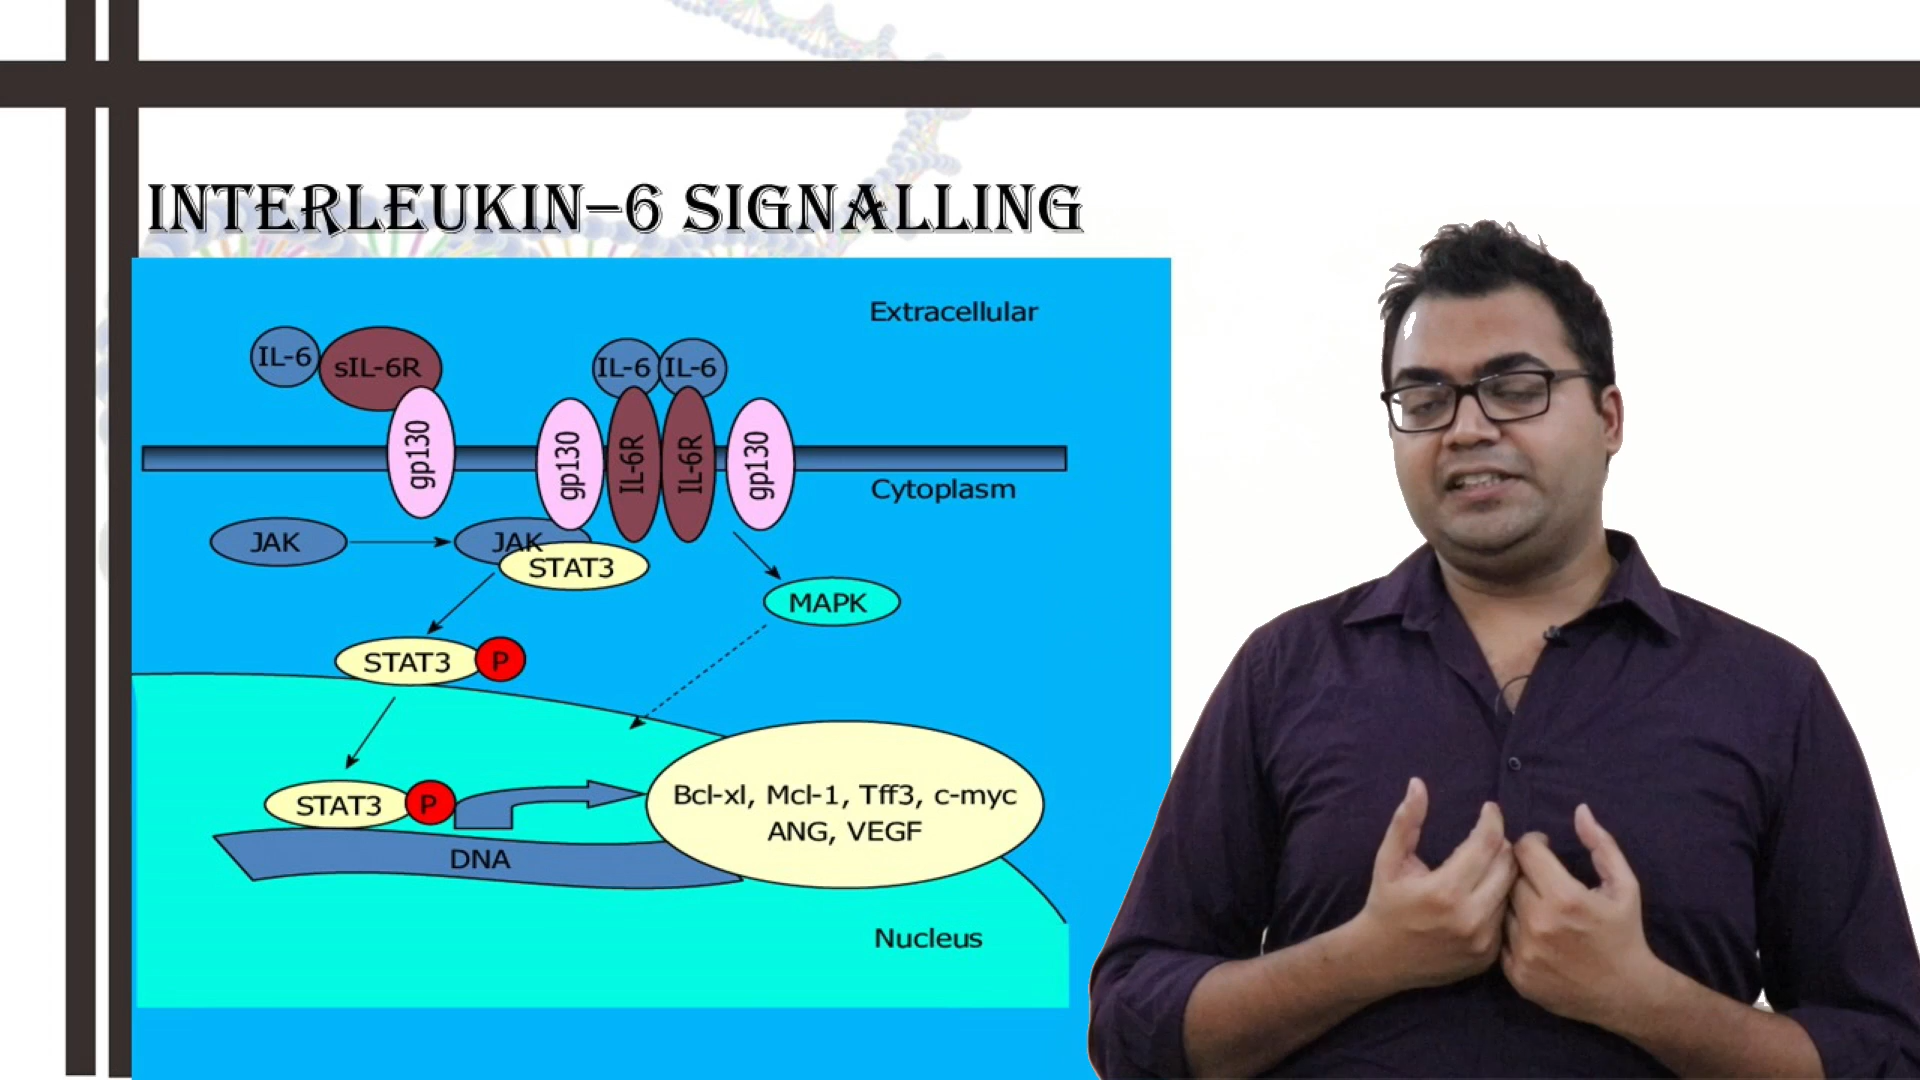 INTERLEUKIN-6 SIGNALLING
Extracellular
IL-6
sIL-6R
IL-6
IL-6
gp130
gp130
IL-6R
IL-6R
gp130
Cytoplasm
JAK
JAK
STAT3
MAPK
STAT3
P
STAT3
P
Bcl-xl, Mcl-1, Tff3, c-myc
ANG, VEGF
DNA
Nucleus